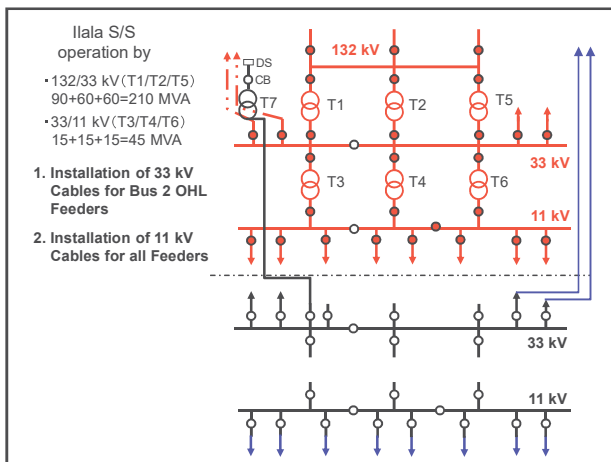 Ilala S/S
operation by
・132/33 kV(T1/T2/T5)
90+60+60=210 MVA
・33/11 kV(T3/T4/T6)
15+15+15=45 MVA
1. Installation of 33 kV
Cables for Bus 2 OHL
Feeders
2. Installation of 11 kV
Cables for all Feeders
DS
CB
T7
132 kV
T1
T2
T5
33 kV
T3
T4
T6
11 kV
33 kV
11 kV